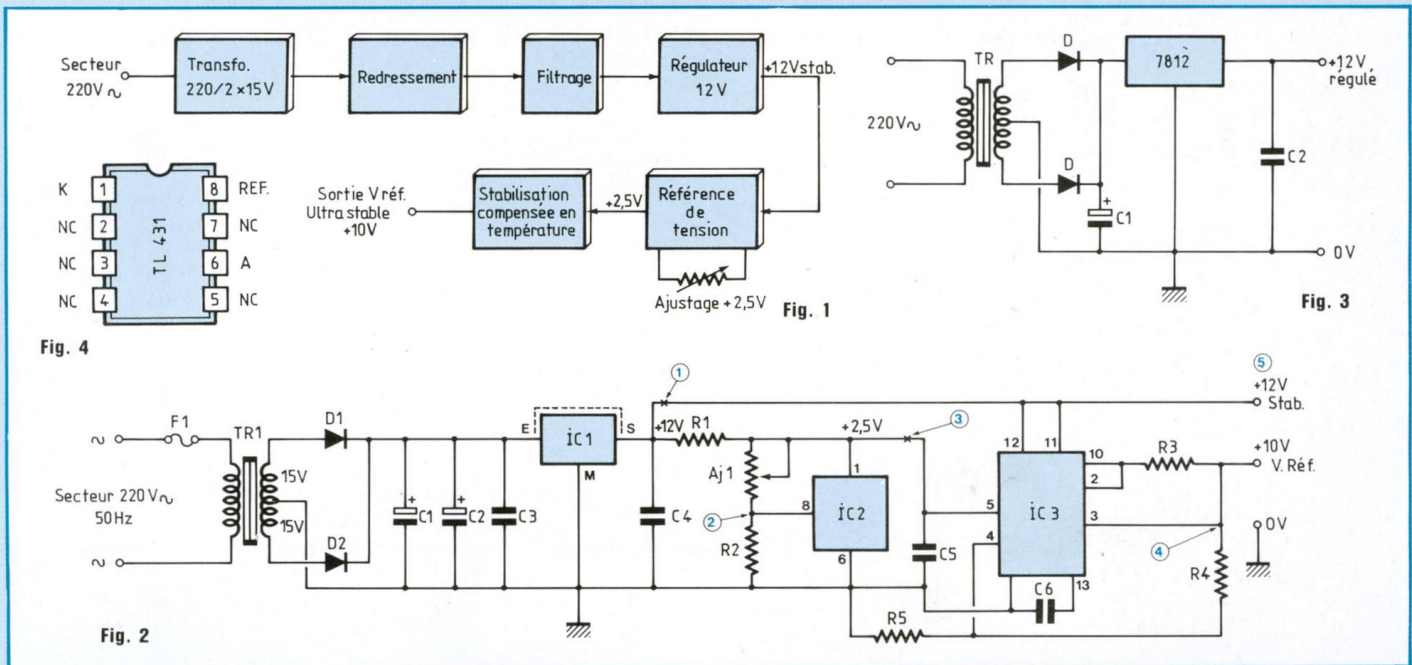 Secteur
220V ~
Transfo.
220/2 ×15V
Redressement
Filtrage
Régulateur
12 V
+12Vstab.
Sortie V réf.
Ultra stable
+10V
Stabilisation
compensée en
température
+2,5V
Référence
de
tension
Ajustage +2,5V
Fig. 1
220V~
TR
D
D
+
C1
7812
C2
+12V
régulé
0V
Fig. 3
K
1
8
REF.
NC
2
7
NC
NC
3
6
A
NC
4
5
NC
TL 431
Fig. 4
~
F1
TR1
Secteur 220V~
50Hz
~
15V
15V
D1
D2
+
C1
+
C2
C3
E
IC1
S
M
+12V
1
R1
C4
Aj1
2
R2
+2,5V
3
1
8
IC2
6
C5
R5
12
11
10
2
5
IC3
3
4
C6
13
R3
4
R4
5
+12V
Stab.
+10V
V.Réf.
0V
Fig. 2